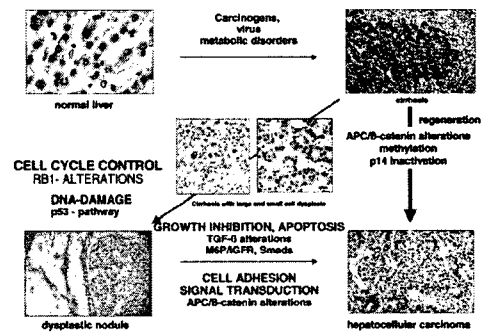 Carcinogens,
virus
metabolic disorders
normal liver
cirrhosis
regeneration
APC/ß-catenin alterations
methylation
p14 inactivation
Cirrhosis with large and small cell dysplasia
CELL CYCLE CONTROL
RB1- ALTERATIONS
DNA-DAMAGE
p53 - pathway
GROWTH INHIBITION, APOPTOSIS
TGF-ß alterations
M6P/IGFR, Smads
CELL ADHESION
SIGNAL TRANSDUCTION
APC/B-catenin alterations
dysplastic nodule
hepatocellular carcinoma